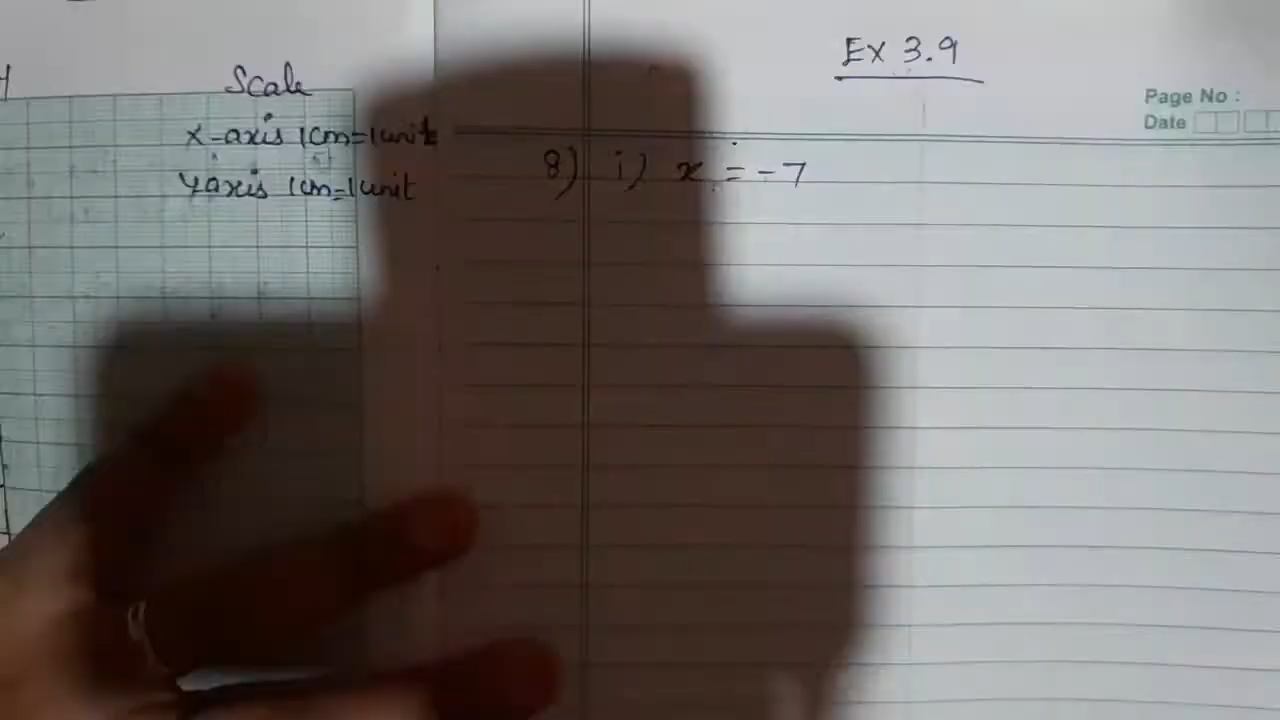 Ex 3.9
Page No :
Date
Scale
x-axis 1cm=1unit
y axis 1cm=1unit
8) i) x = -7